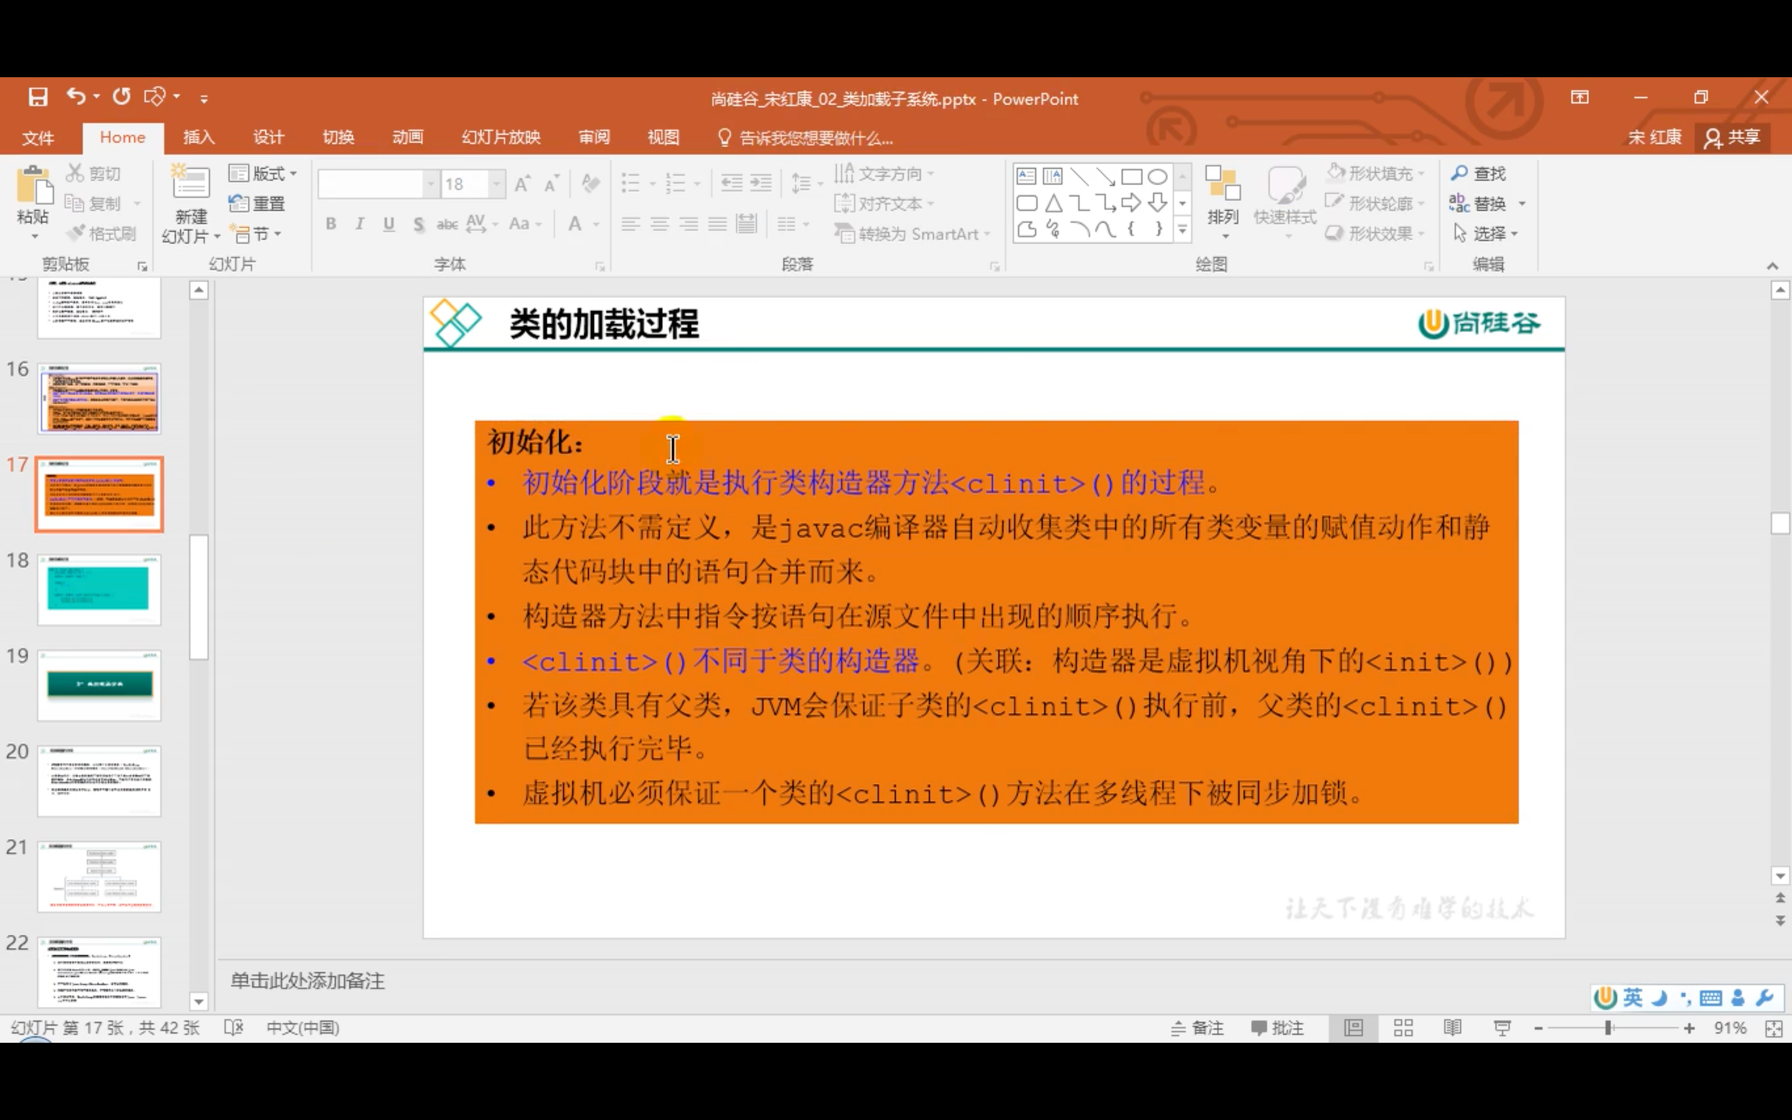 尚硅谷_宋红康_02_类加载子系统.pptx - PowerPoint
文件 Home 插入 设计 切换 动画 幻灯片放映 审阅 视图 告诉我您想要做什么... 宋 红康 共享
粘贴 剪切 复制 格式刷 剪贴板
新建幻灯片 版式 重置 节 幻灯片
18 A A B I U S abc AV Aa A 字体
文字方向 对齐文本 转换为 SmartArt 段落
排列 快速样式 形状填充 形状轮廓 形状效果 绘图
查找 替换 选择 编辑
16
17
18
19
20
21
22
类的加载过程
尚硅谷
初始化：
• 初始化阶段就是执行类构造器方法<clinit>()的过程。
• 此方法不需定义，是javac编译器自动收集类中的所有类变量的赋值动作和静
态代码块中的语句合并而来。
• 构造器方法中指令按语句在源文件中出现的顺序执行。
• <clinit>()不同于类的构造器。(关联：构造器是虚拟机视角下的<init>())
• 若该类具有父类，JVM会保证子类的<clinit>()执行前，父类的<clinit>()
已经执行完毕。
• 虚拟机必须保证一个类的<clinit>()方法在多线程下被同步加锁。
让天下没有难学的技术
单击此处添加备注
英
幻灯片 第 17 张，共 42 张 中文(中国) 备注 批注 91%